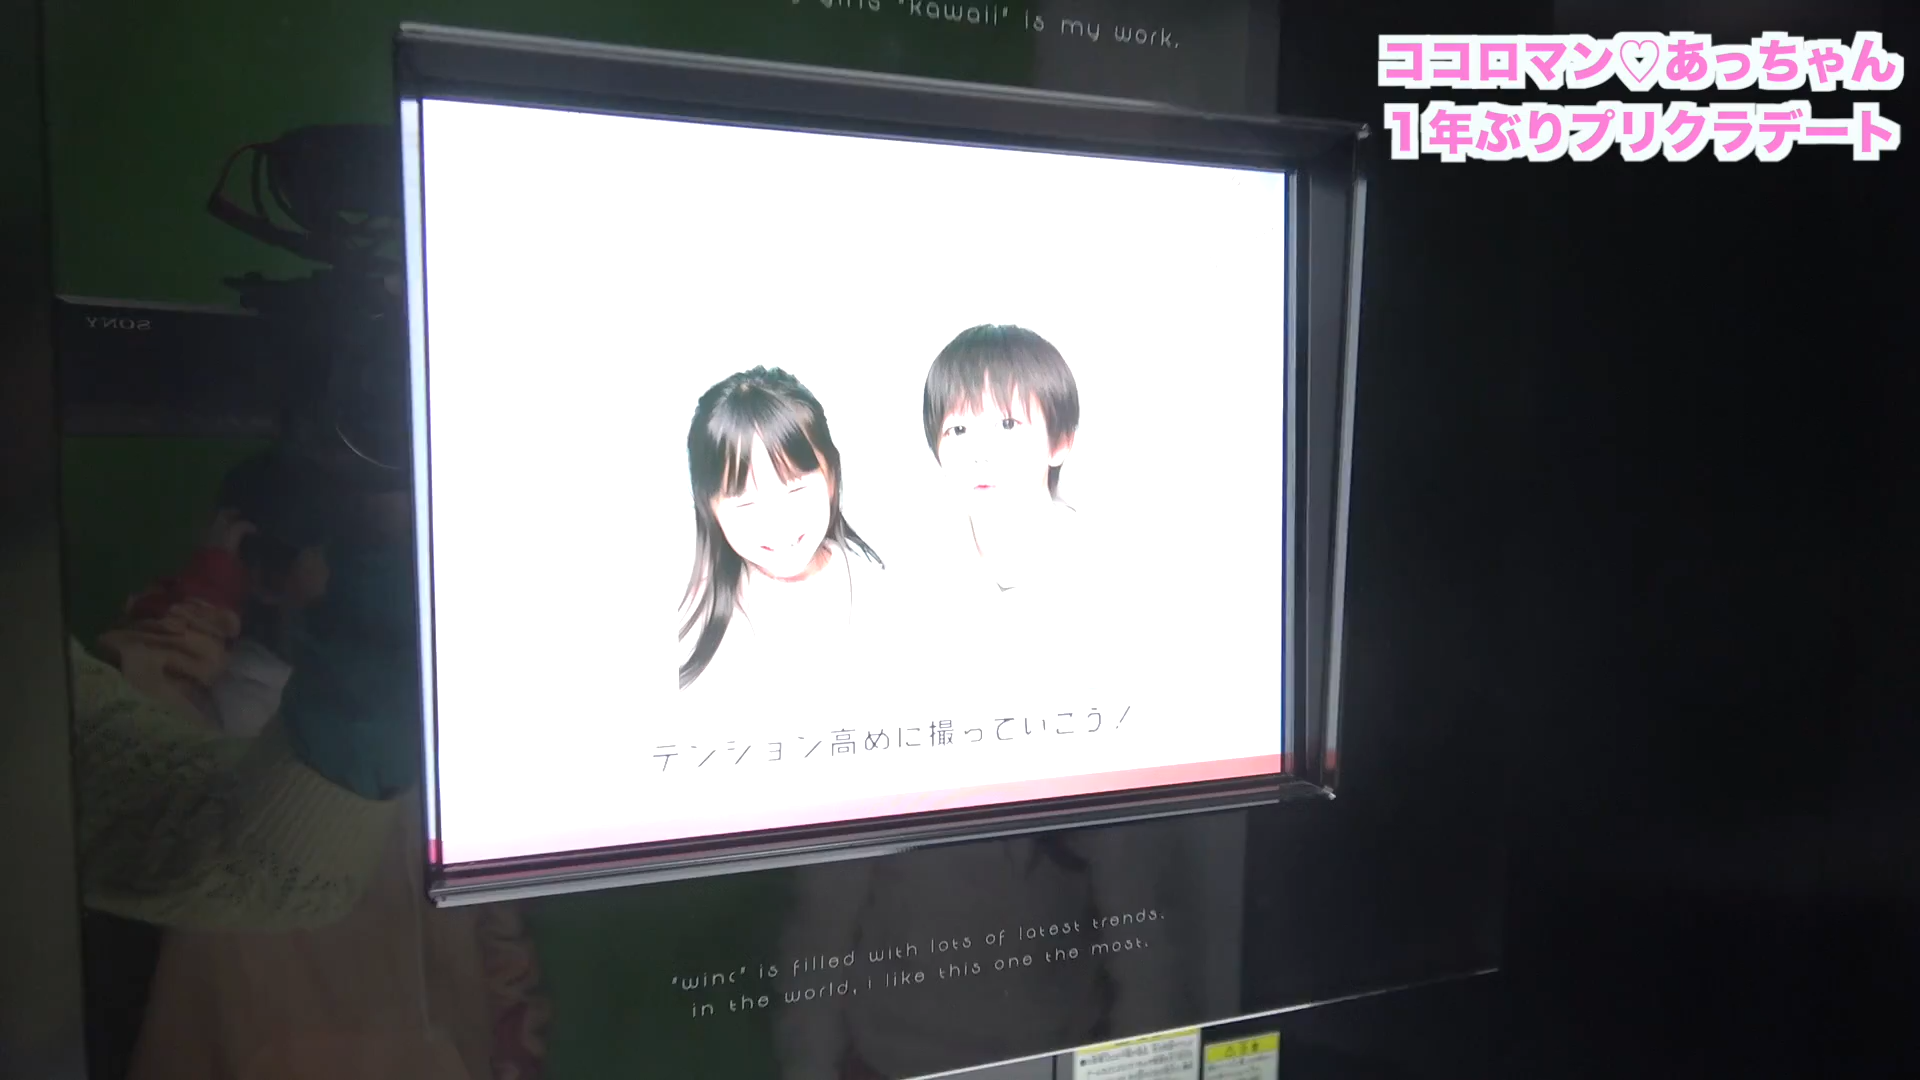 "kawaii" is my work,
ココロマン♡あっちゃん
1年ぶりプリクラデート
SONY
テンション高めに撮っていこう！
"winc" is filled with lots of latest trends.
in the world, i like this one the most.